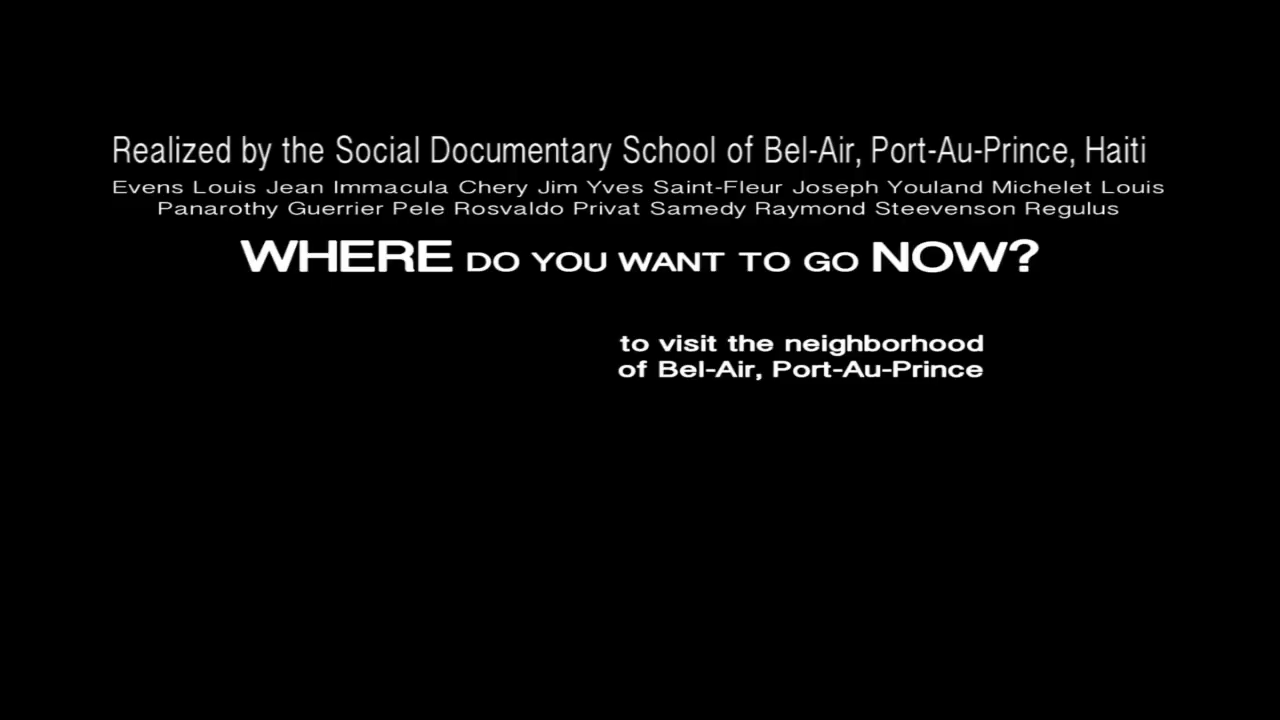 Realized by the Social Documentary School of Bel-Air, Port-Au-Prince, Haiti
Evens Louis Jean Immacula Chery Jim Yves Saint-Fleur Joseph Youland Michelet Louis
Panarothy Guerrier Pele Rosvaldo Privat Samedy Raymond Steevenson Regulus
WHERE DO YOU WANT TO GO NOW?
to visit the neighborhood
of Bel-Air, Port-Au-Prince